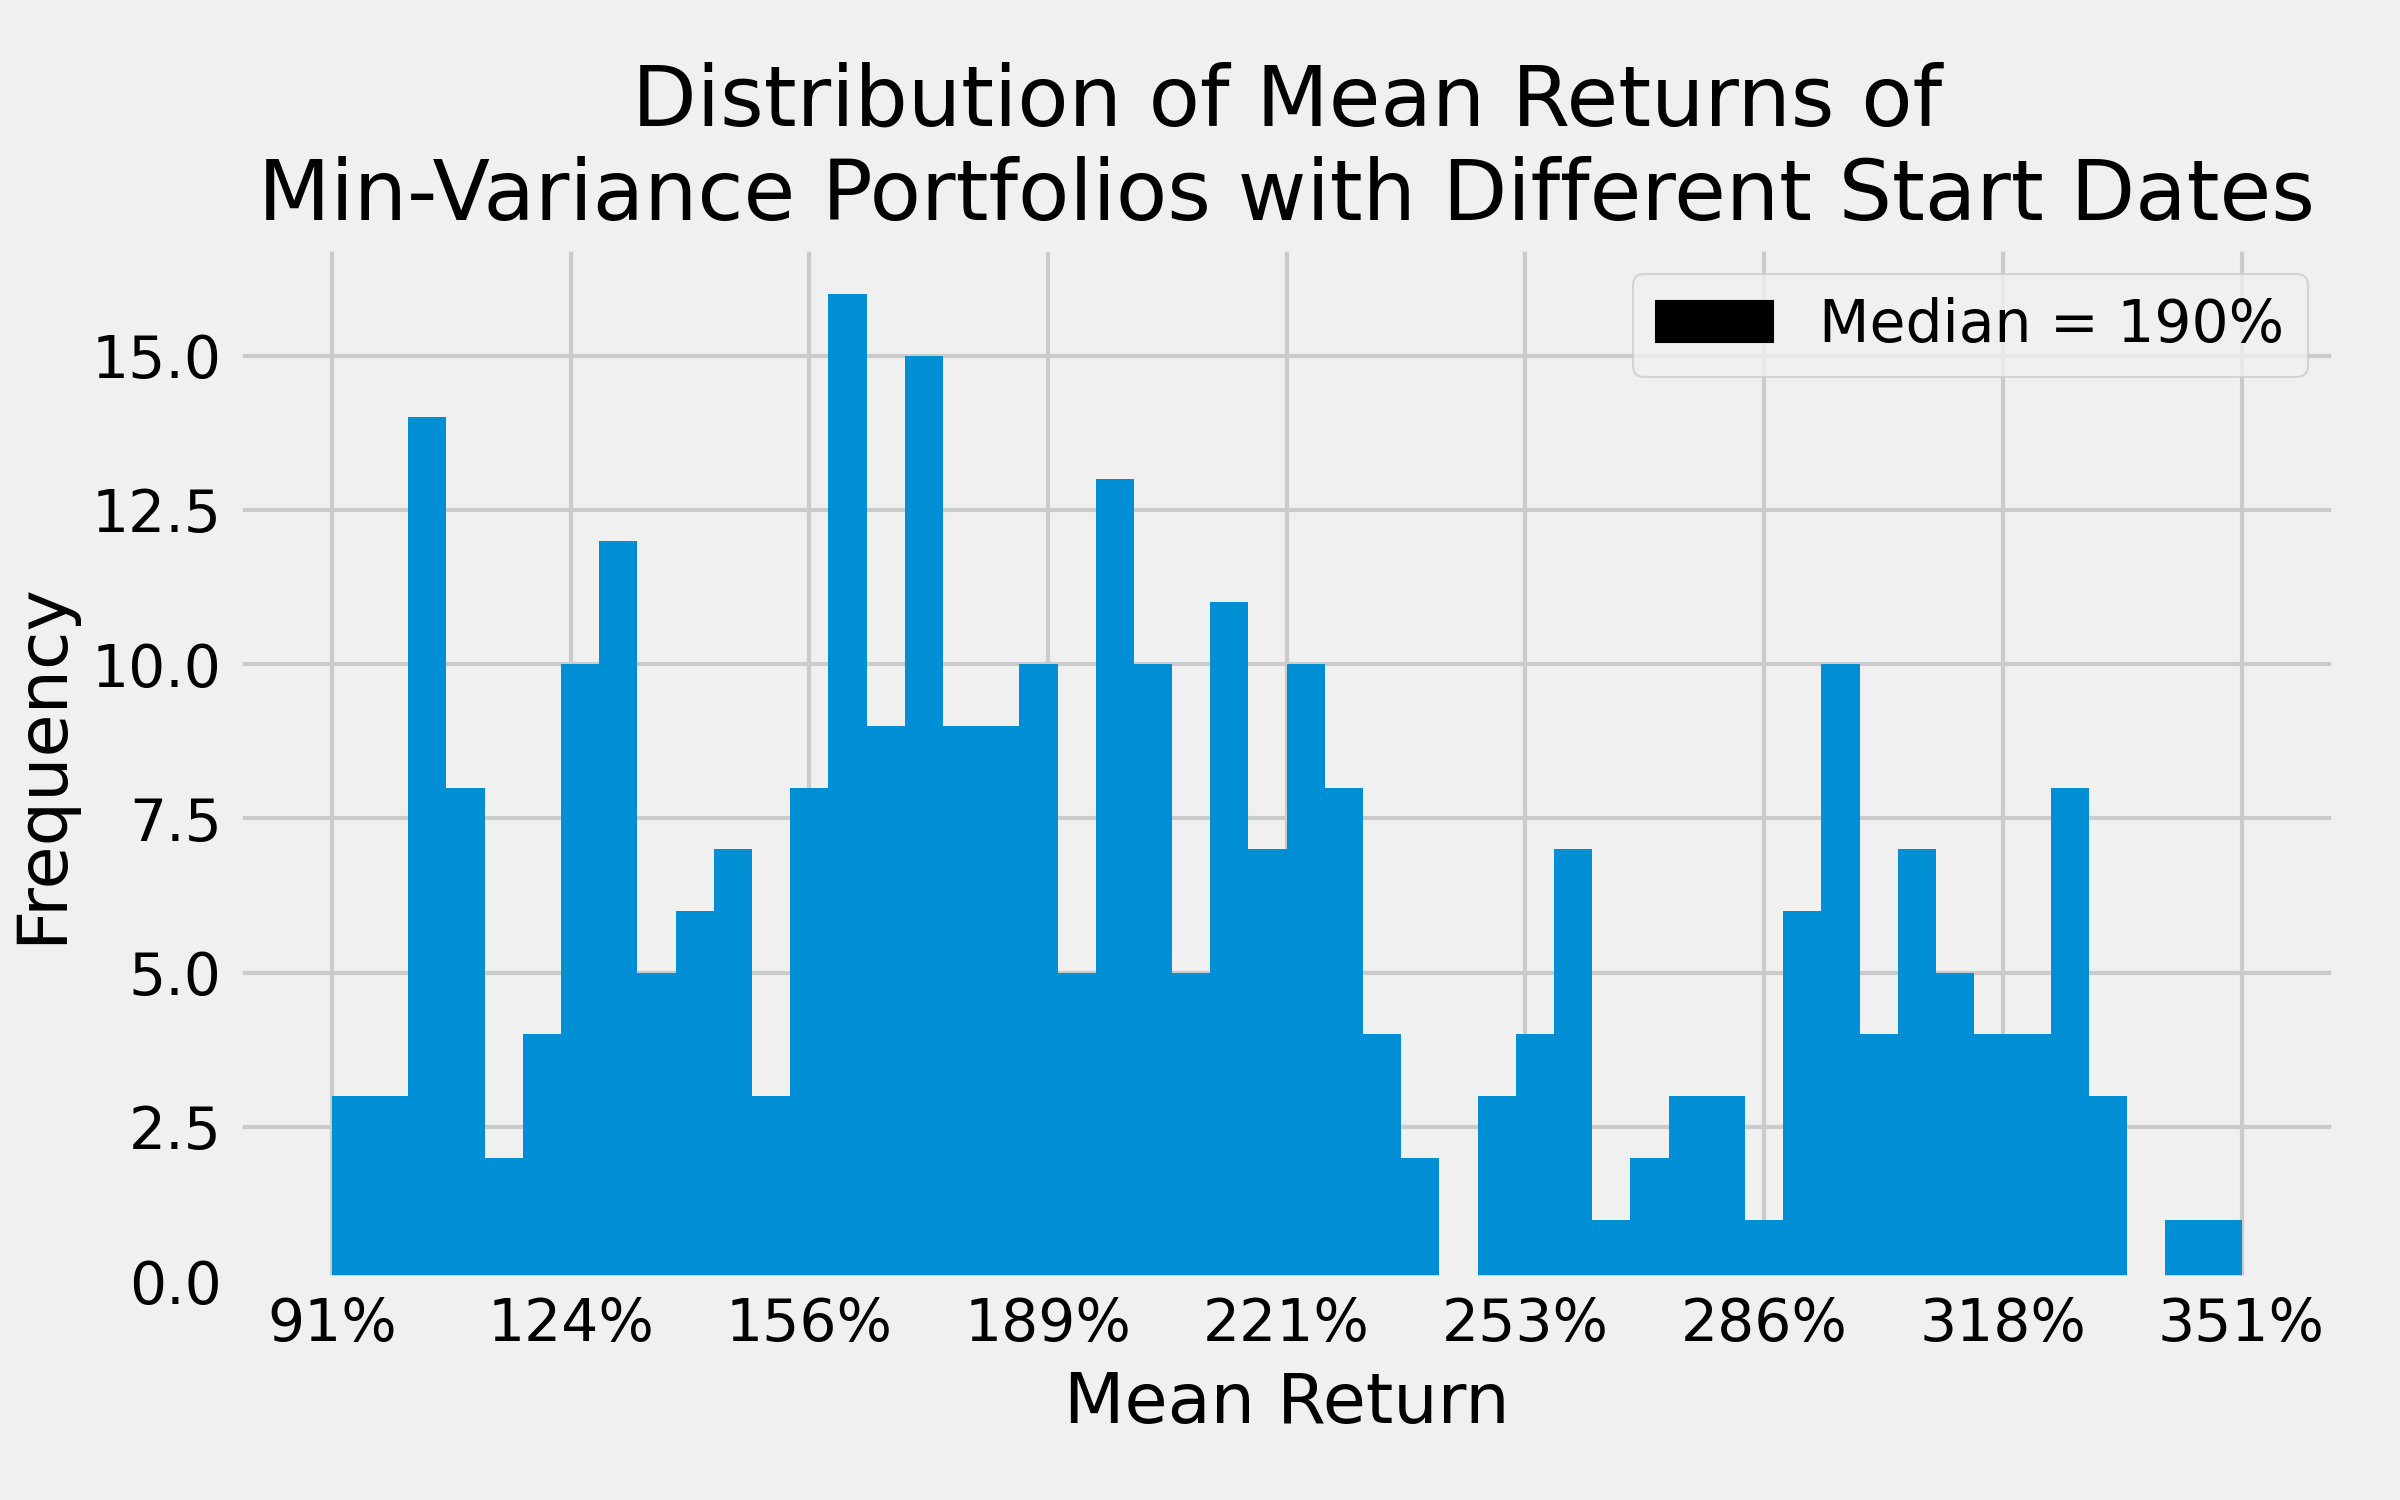 Distribution of Mean Returns of
Min-Variance Portfolios with Different Start Dates
Median = 190%
Frequency
15.0
12.5
10.0
7.5
5.0
2.5
0.0
91% 124% 156% 189% 221% 253% 286% 318% 351%
Mean Return